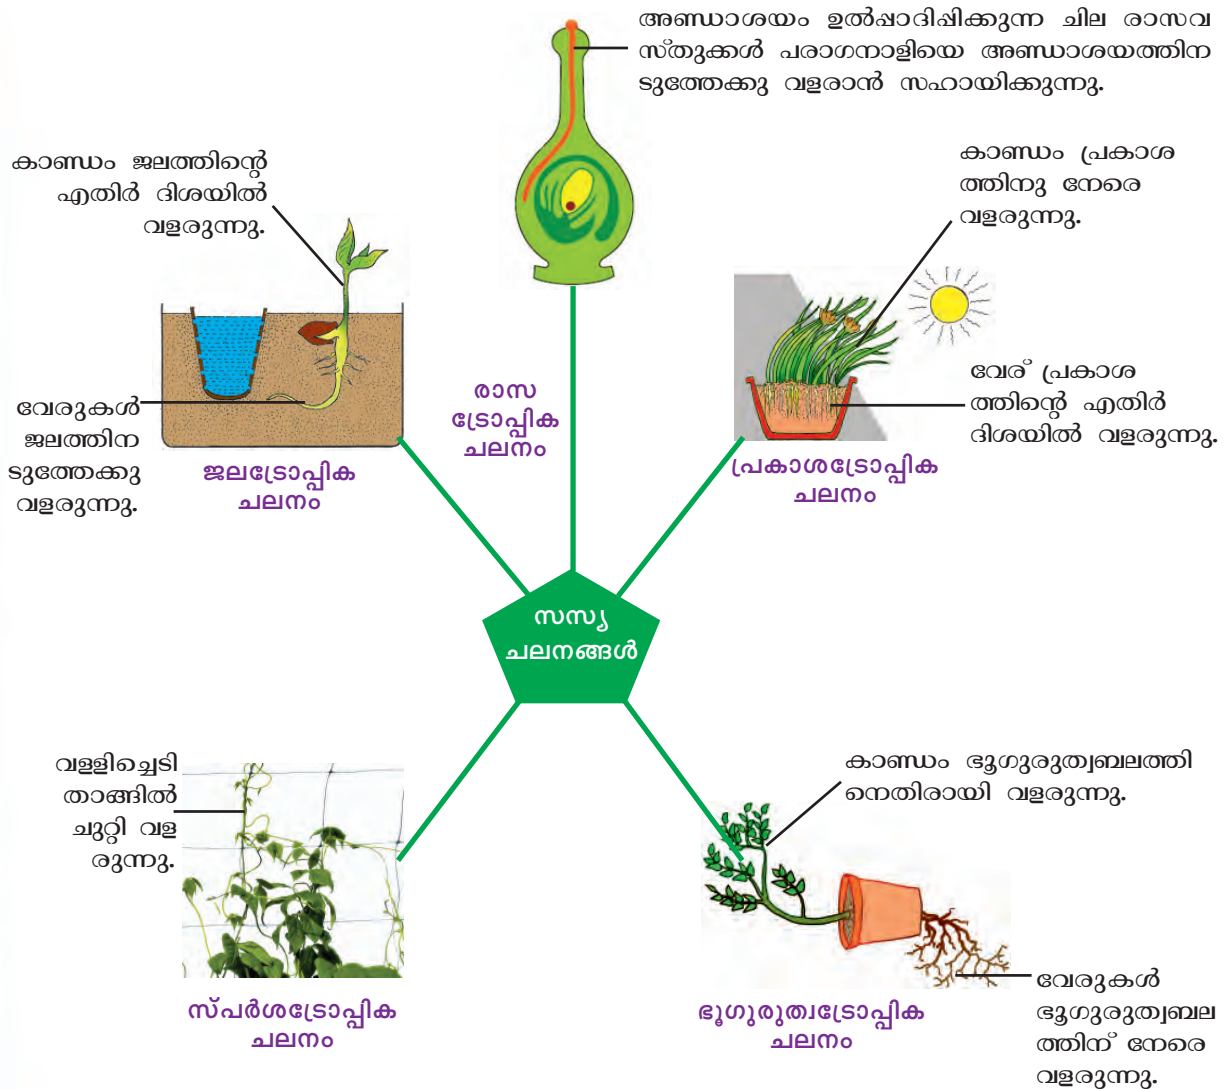 അണ്ഡാശയം ഉൽപ്പാദിപ്പിക്കുന്ന ചില രാസവ
സ്തുക്കൾ പരാഗനാളിയെ അണ്ഡാശയത്തിന
ടുത്തേക്കു വളരാൻ സഹായിക്കുന്നു.
കാണ്ഡം ജലത്തിന്റെ
എതിർ ദിശയിൽ
വളരുന്നു.
കാണ്ഡം പ്രകാശ
ത്തിനു നേരെ
വളരുന്നു.
വേരുകൾ
ജലത്തിന
ടുത്തേക്കു
വളരുന്നു.
ജലട്രോപ്പിക
ചലനം
രാസ
ട്രോപ്പിക
ചലനം
വേര് പ്രകാശ
ത്തിന്റെ എതിർ
ദിശയിൽ വളരുന്നു.
പ്രകാശട്രോപ്പിക
ചലനം
സസ്യ
ചലനങ്ങൾ
വള്ളിച്ചെടി
താങ്ങിൽ
ചുറ്റി വള
രുന്നു.
സ്പർശട്രോപ്പിക
ചലനം
കാണ്ഡം ഭൂഗുരുത്വബലത്തി
നെതിരായി വളരുന്നു.
ഭൂഗുരുത്വട്രോപ്പിക
ചലനം
വേരുകൾ
ഭൂഗുരുത്വബല
ത്തിന് നേരെ
വളരുന്നു.